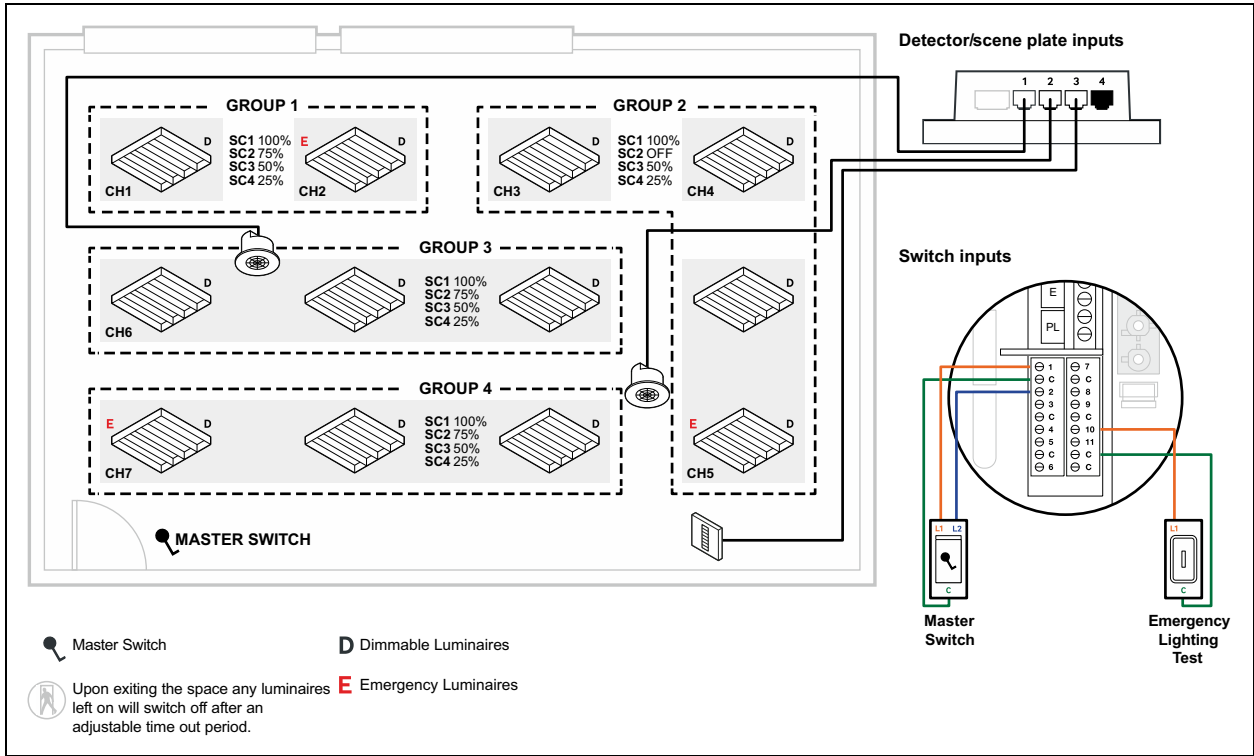 Detector/scene plate inputs
1 2 3 4
GROUP 1
D
SC1 100%
SC2 75%
SC3 50%
SC4 25%
E
D
CH1
CH2
GROUP 2
D
SC1 100%
SC2 OFF
SC3 50%
SC4 25%
D
CH3
CH4
GROUP 3
D
D
SC1 100%
SC2 75%
SC3 50%
SC4 25%
D
CH6
D
GROUP 4
E
D
D
SC1 100%
SC2 75%
SC3 50%
SC4 25%
D
CH7
E
D
CH5
MASTER SWITCH
Switch inputs
E
PL
1 7
C C
2 8
3 9
C C
4 10
5 11
C C
6 C
L1 L2
C
Master
Switch
L1
C
Emergency
Lighting
Test
Master Switch
D Dimmable Luminaires
Upon exiting the space any luminaires
left on will switch off after an
adjustable time out period.
E Emergency Luminaires